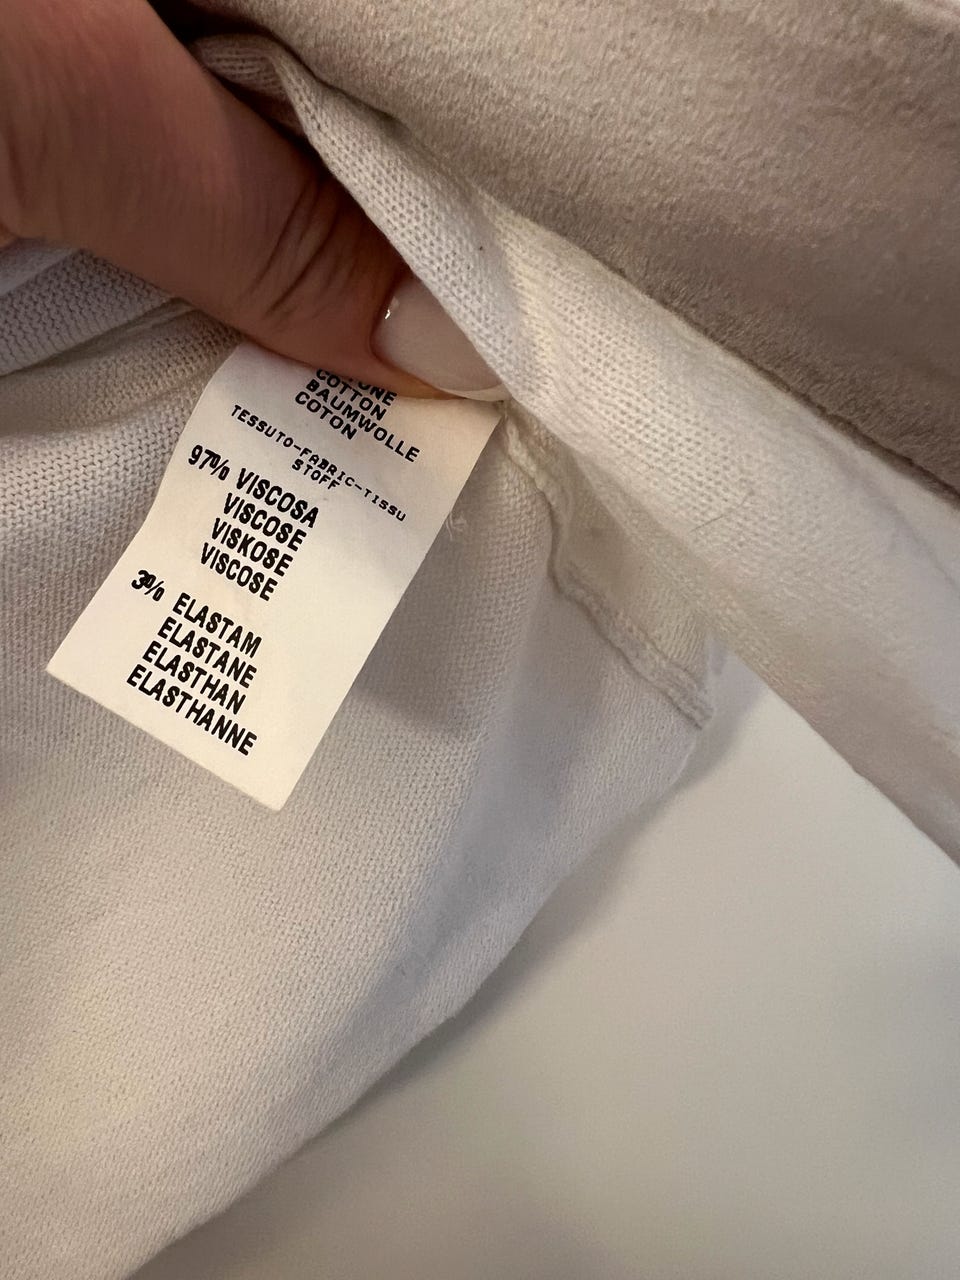 COTTON
BAUMWOLLE
COTON
TESSUTO-FABRIC-TISSU
STOFF
97% VISCOSA
VISCOSE
VISKOSE
VISCOSE
3% ELASTAM
ELASTANE
ELASTHAN
ELASTHANNE